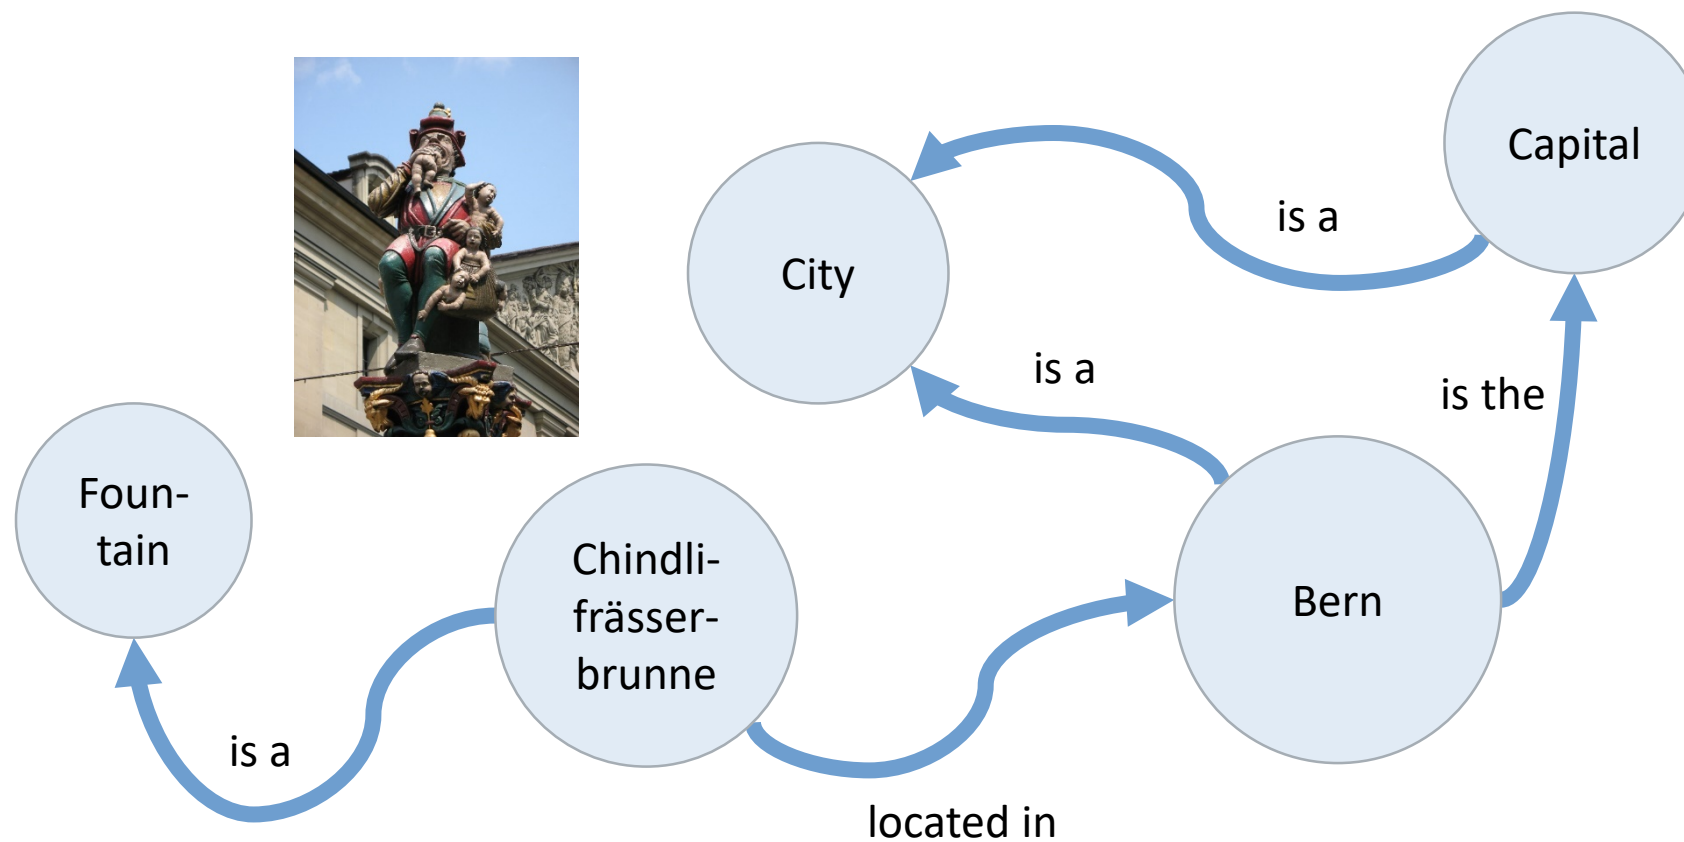 Capital
is a
City
is a
is the
Foun-
tain
Chindli-
frässer-
brunne
Bern
is a
located in